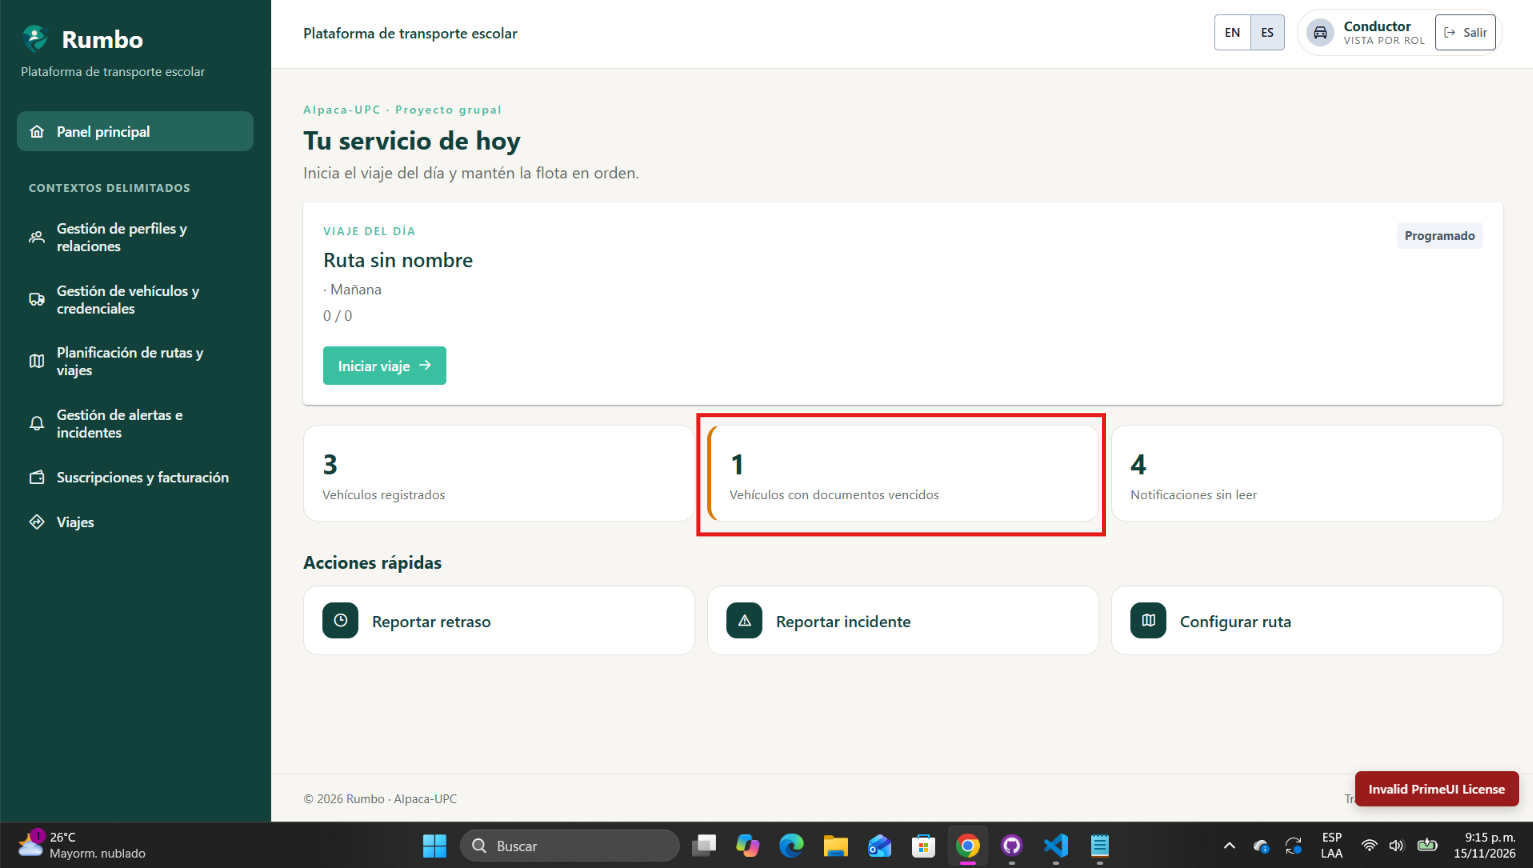 Rumbo
Plataforma de transporte escolar
Panel principal
CONTEXTOS DELIMITADOS
Gestión de perfiles y
relaciones
Gestión de vehículos y
credenciales
Planificación de rutas y
viajes
Gestión de alertas e
incidentes
Suscripciones y facturación
Viajes
Plataforma de transporte escolar
EN
ES
Conductor
VISTA POR ROL
Salir
Alpaca-UPC · Proyecto grupal
Tu servicio de hoy
Inicia el viaje del día y mantén la flota en orden.
VIAJE DEL DÍA
Programado
Ruta sin nombre
· Mañana
0 / 0
Iniciar viaje
3
Vehículos registrados
1
Vehículos con documentos vencidos
4
Notificaciones sin leer
Acciones rápidas
Reportar retraso
Reportar incidente
Configurar ruta
© 2026 Rumbo · Alpaca-UPC
Invalid PrimeUI License
26°C
Mayorm. nublado
Buscar
ESP
LAA
9:15 p. m.
15/11/2026